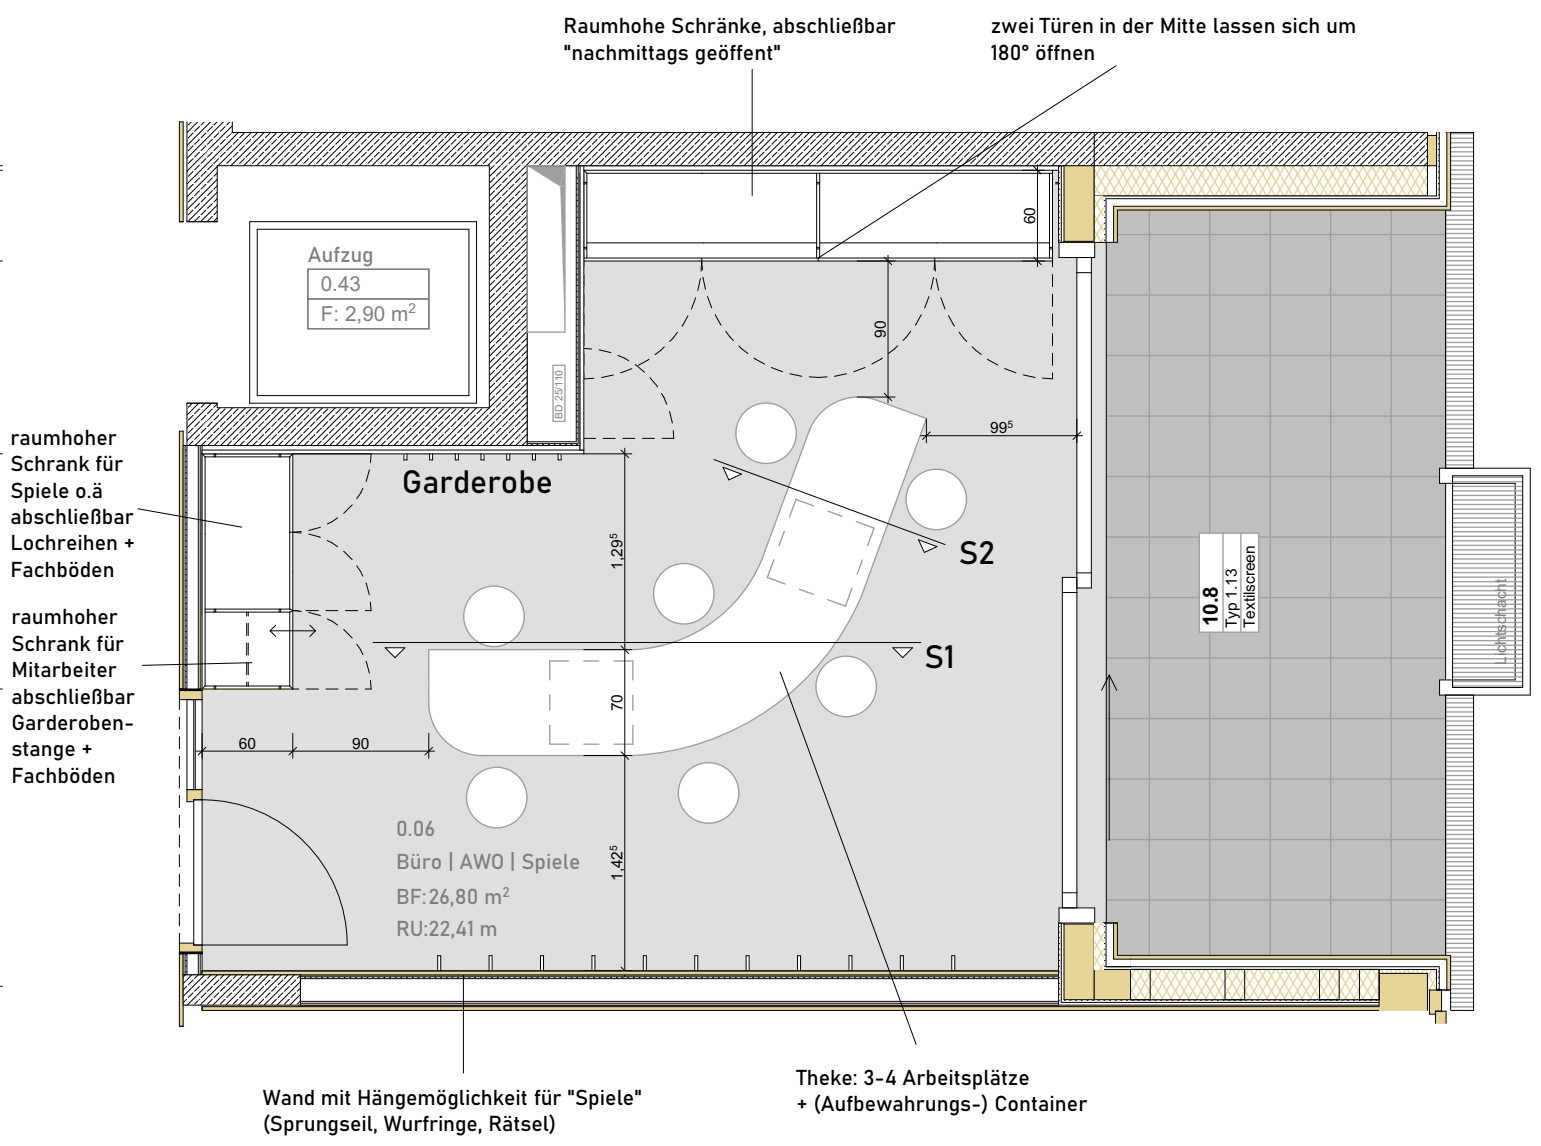 Raumhohe Schränke, abschließbar
"nachmittags geöffent"
zwei Türen in der Mitte lassen sich um
180° öffnen
60
Aufzug
0.43
F: 2,90 m²
90
BD 25/110
99⁵
raumhoher
Schrank für
Spiele o.ä
abschließbar
Lochreihen +
Fachböden
Garderobe
1,29⁵
S2
10.8
Typ 1.13
Textilscreen
Lichtschacht
raumhoher
Schrank für
Mitarbeiter
abschließbar
Garderoben-
stange +
Fachböden
S1
70
60
90
0.06
Büro | AWO | Spiele
BF:26,80 m²
RU:22,41 m
1,42⁵
Wand mit Hängemöglichkeit für "Spiele"
(Sprungseil, Wurfringe, Rätsel)
Theke: 3-4 Arbeitsplätze
+ (Aufbewahrungs-) Container